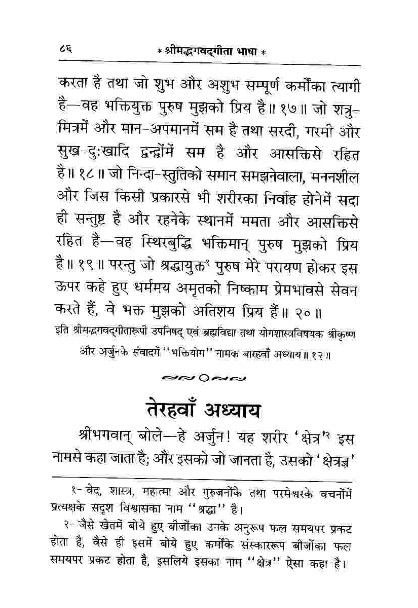 ८६ * श्रीमद्भगवद्गीता भाषा *
करता है तथा जो शुभ और अशुभ सम्पूर्ण कर्मोंका त्यागी
है—वह भक्तियुक्त पुरुष मुझको प्रिय है॥ १७॥ जो शत्रु-
मित्रमें और मान-अपमानमें सम है तथा सरदी, गरमी और
सुख-दुःखादि द्वन्द्वोंमें सम है और आसक्तिसे रहित
है॥ १८॥ जो निन्दा-स्तुतिको समान समझनेवाला, मननशील
और जिस किसी प्रकारसे भी शरीरका निर्वाह होनेमें सदा
ही सन्तुष्ट है और रहनेके स्थानमें ममता और आसक्तिसे
रहित है—वह स्थिरबुद्धि भक्तिमान् पुरुष मुझको प्रिय
है॥ १९॥ परन्तु जो श्रद्धायुक्त१ पुरुष मेरे परायण होकर इस
ऊपर कहे हुए धर्ममय अमृतको निष्काम प्रेमभावसे सेवन
करते हैं, वे भक्त मुझको अतिशय प्रिय हैं॥ २०॥
इति श्रीमद्भगवद्गीतारूपी उपनिषद् एवं ब्रह्मविद्या तथा योगशास्त्रविषयक श्रीकृष्ण
और अर्जुनके संवादमें "भक्तियोग" नामक बारहवाँ अध्याय॥ १२॥
तेरहवाँ अध्याय
श्रीभगवान् बोले—हे अर्जुन! यह शरीर 'क्षेत्र'२ इस
नामसे कहा जाता है; और इसको जो जानता है, उसको 'क्षेत्रज्ञ'
१- वेद, शास्त्र, महात्मा और गुरुजनोंके तथा परमेश्वरके वचनोंमें
प्रत्यक्षके सदृश विश्वासका नाम "श्रद्धा" है।
२- जैसे खेतमें बोये हुए बीजोंका उनके अनुरूप फल समयपर प्रकट
होता है, वैसे ही इसमें बोये हुए कर्मोंके संस्काररूप बीजोंका फल
समयपर प्रकट होता है, इसलिये इसका नाम "क्षेत्र" ऐसा कहा है।